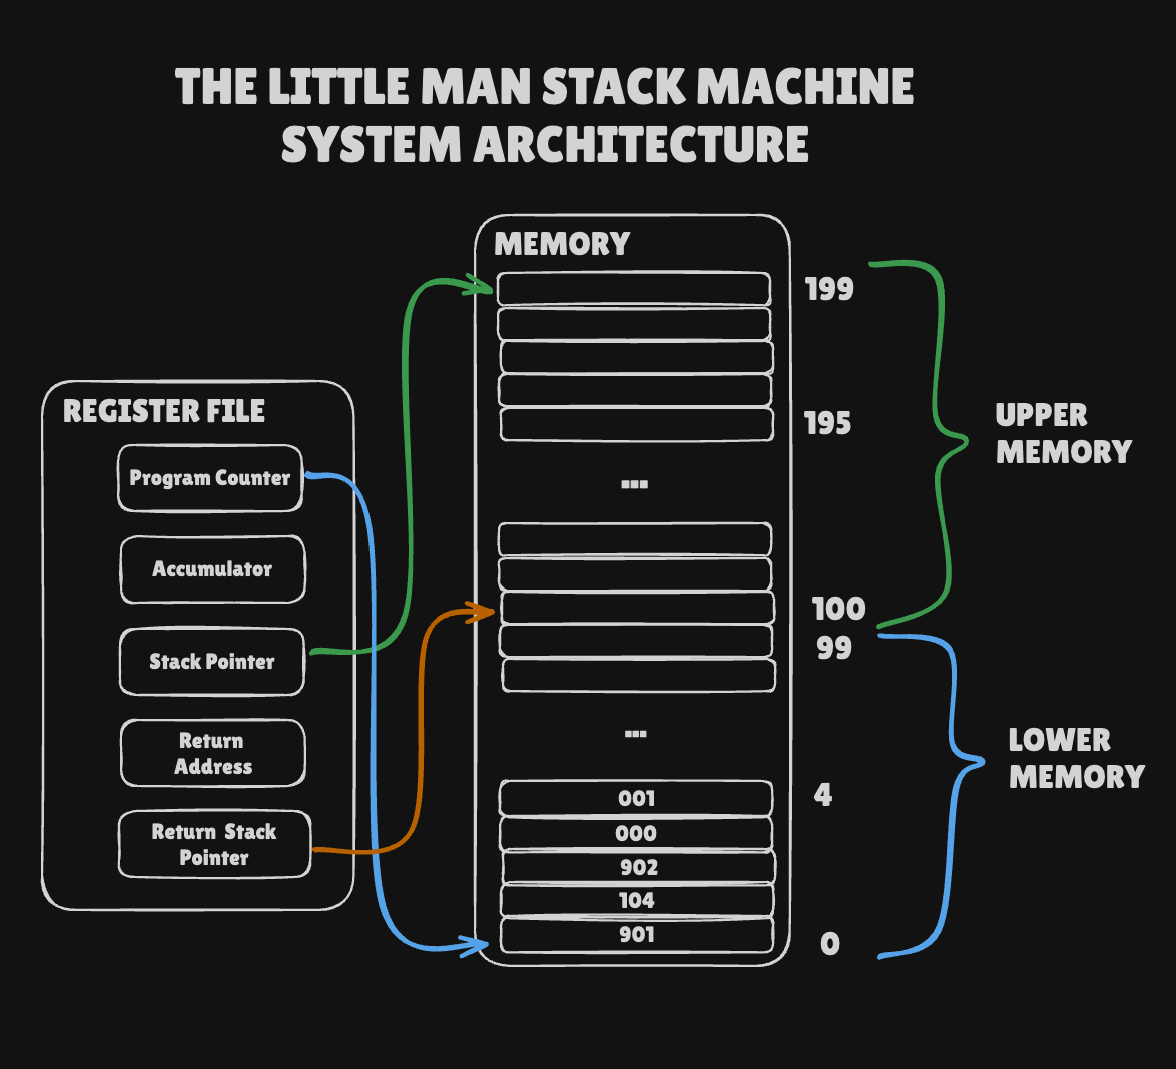 THE LITTLE MAN STACK MACHINE
SYSTEM ARCHITECTURE
REGISTER FILE
Program Counter
Accumulator
Stack Pointer
Return
Address
Return Stack
Pointer
MEMORY
199
195
...
100
99
...
001
4
000
902
104
901
0
UPPER
MEMORY
LOWER
MEMORY